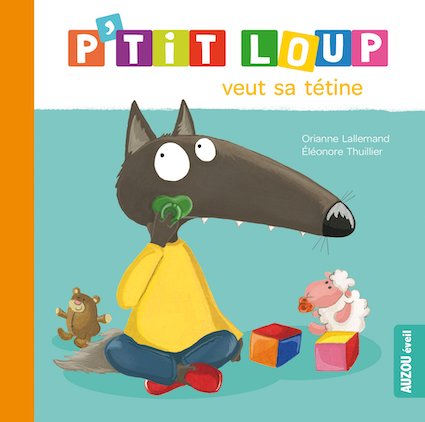 P'TiT LOUP
veut sa tétine
Orianne Lallemand
Éléonore Thuillier
AUZOU éveil